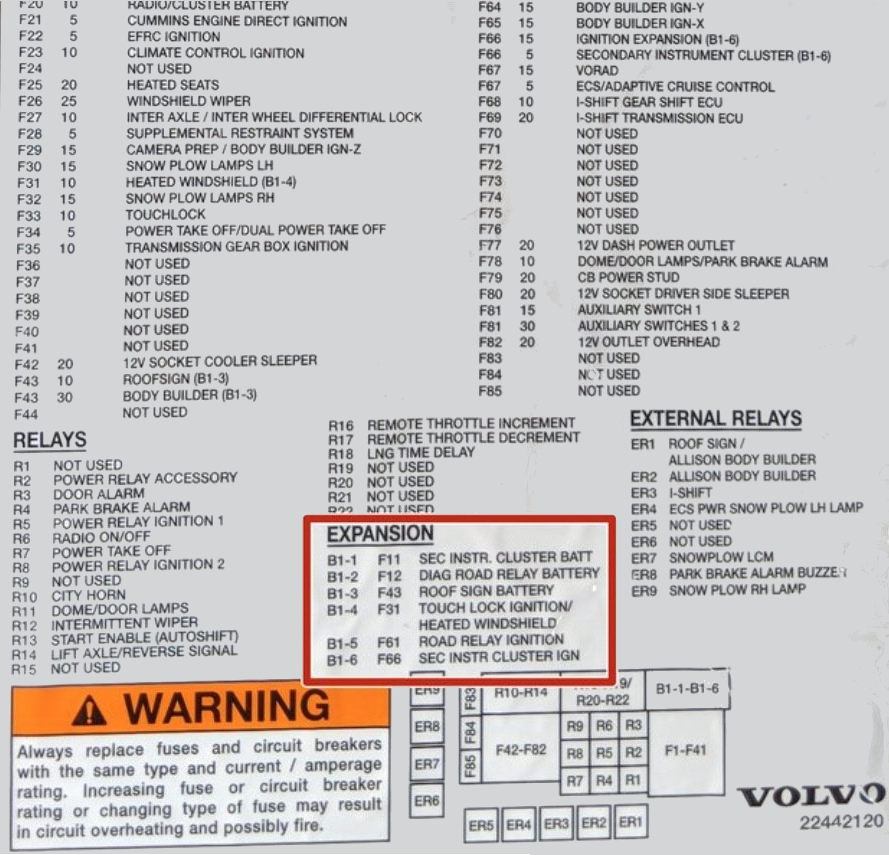 F20 10 RADIO/CLUSTER BATTERY
F21 5 CUMMINS ENGINE DIRECT IGNITION
F22 5 EFRC IGNITION
F23 10 CLIMATE CONTROL IGNITION
F24 NOT USED
F25 20 HEATED SEATS
F26 25 WINDSHIELD WIPER
F27 10 INTER AXLE / INTER WHEEL DIFFERENTIAL LOCK
F28 5 SUPPLEMENTAL RESTRAINT SYSTEM
F29 15 CAMERA PREP / BODY BUILDER IGN-Z
F30 15 SNOW PLOW LAMPS LH
F31 10 HEATED WINDSHIELD (B1-4)
F32 15 SNOW PLOW LAMPS RH
F33 10 TOUCHLOCK
F34 5 POWER TAKE OFF/DUAL POWER TAKE OFF
F35 10 TRANSMISSION GEAR BOX IGNITION
F36 NOT USED
F37 NOT USED
F38 NOT USED
F39 NOT USED
F40 NOT USED
F41 NOT USED
F42 20 12V SOCKET COOLER SLEEPER
F43 10 ROOFSIGN (B1-3)
F43 30 BODY BUILDER (B1-3)
F44 NOT USED
F64 15 BODY BUILDER IGN-Y
F65 15 BODY BUILDER IGN-X
F66 15 IGNITION EXPANSION (B1-6)
F66 5 SECONDARY INSTRUMENT CLUSTER (B1-6)
F67 15 VORAD
F67 5 ECS/ADAPTIVE CRUISE CONTROL
F68 10 I-SHIFT GEAR SHIFT ECU
F69 20 I-SHIFT TRANSMISSION ECU
F70 NOT USED
F71 NOT USED
F72 NOT USED
F73 NOT USED
F74 NOT USED
F75 NOT USED
F76 NOT USED
F77 20 12V DASH POWER OUTLET
F78 10 DOME/DOOR LAMPS/PARK BRAKE ALARM
F79 20 CB POWER STUD
F80 20 12V SOCKET DRIVER SIDE SLEEPER
F81 15 AUXILIARY SWITCH 1
F81 30 AUXILIARY SWITCHES 1 & 2
F82 20 12V OUTLET OVERHEAD
F83 NOT USED
F84 NOT USED
F85 NOT USED
RELAYS
R1 NOT USED
R2 POWER RELAY ACCESSORY
R3 DOOR ALARM
R4 PARK BRAKE ALARM
R5 POWER RELAY IGNITION 1
R6 RADIO ON/OFF
R7 POWER TAKE OFF
R8 POWER RELAY IGNITION 2
R9 NOT USED
R10 CITY HORN
R11 DOME/DOOR LAMPS
R12 INTERMITTENT WIPER
R13 START ENABLE (AUTOSHIFT)
R14 LIFT AXLE/REVERSE SIGNAL
R15 NOT USED
R16 REMOTE THROTTLE INCREMENT
R17 REMOTE THROTTLE DECREMENT
R18 LNG TIME DELAY
R19 NOT USED
R20 NOT USED
R21 NOT USED
R22 NOT USED
EXPANSION
B1-1 F11 SEC INSTR. CLUSTER BATT
B1-2 F12 DIAG ROAD RELAY BATTERY
B1-3 F43 ROOF SIGN BATTERY
B1-4 F31 TOUCH LOCK IGNITION/
HEATED WINDSHIELD
B1-5 F61 ROAD RELAY IGNITION
B1-6 F66 SEC INSTR CLUSTER IGN
EXTERNAL RELAYS
ER1 ROOF SIGN /
ALLISON BODY BUILDER
ER2 ALLISON BODY BUILDER
ER3 I-SHIFT
ER4 ECS PWR SNOW PLOW LH LAMP
ER5 NOT USED
ER6 NOT USED
ER7 SNOWPLOW LCM
ER8 PARK BRAKE ALARM BUZZER
ER9 SNOW PLOW RH LAMP
WARNING
Always replace fuses and circuit breakers
with the same type and current / amperage
rating. Increasing fuse or circuit breaker
rating or changing type of fuse may result
in circuit overheating and possibly fire.
ER9 F83 R10-R14 R20-R22 B1-1-B1-6
ER8 F84 F42-F82 R9 R6 R3 F1-F41
ER7 F85 R8 R5 R2
ER6 R7 R4 R1
ER5 ER4 ER3 ER2 ER1
VOLVO
22442120